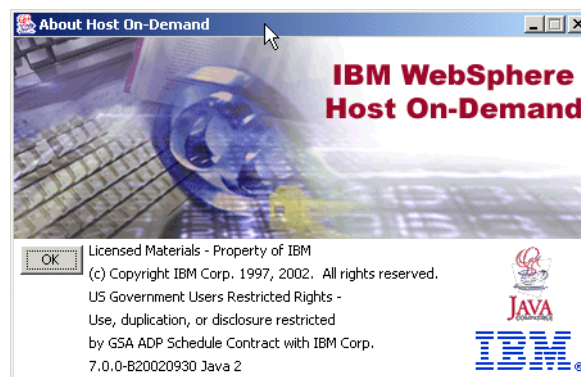 About Host On-Demand
IBM WebSphere
Host On-Demand
OK
Licensed Materials - Property of IBM
(c) Copyright IBM Corp. 1997, 2002.  All rights reserved.
US Government Users Restricted Rights -
Use, duplication, or disclosure restricted
by GSA ADP Schedule Contract with IBM Corp.
7.0.0-B20020930 Java 2
JAVA
COMPATIBLE
IBM